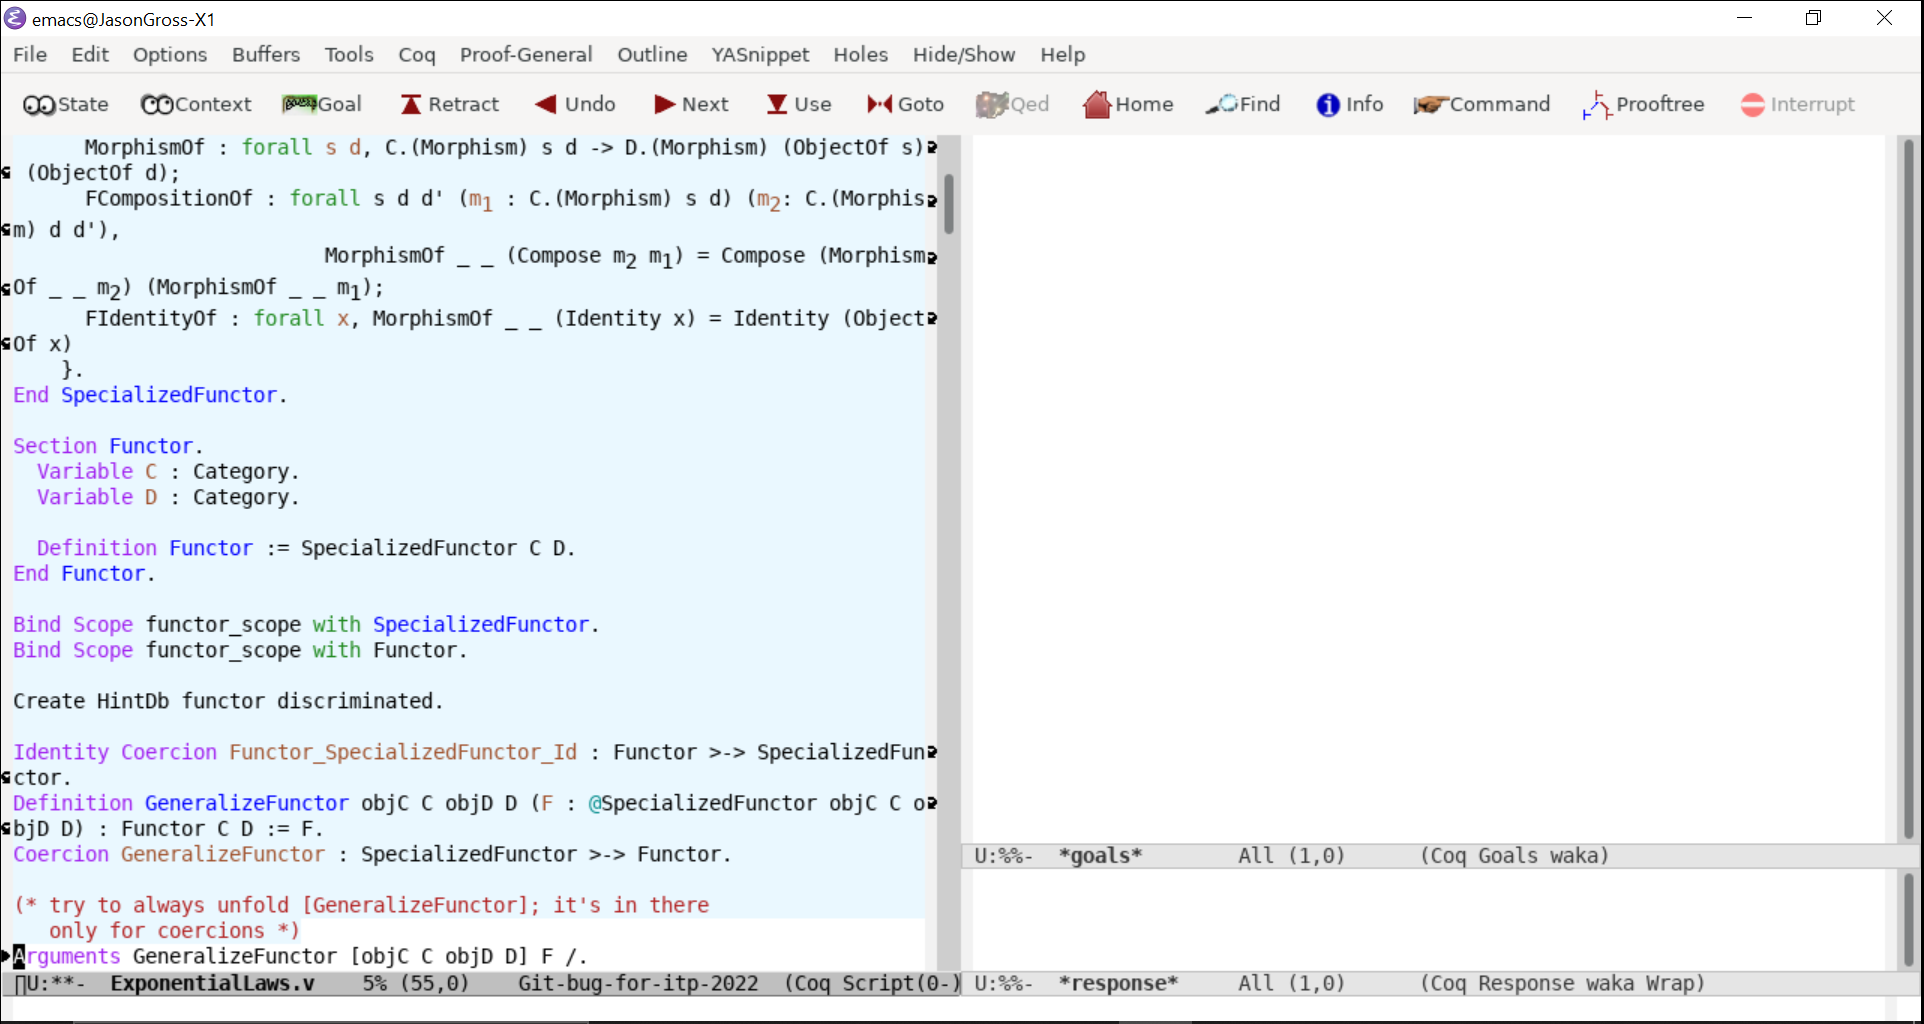 emacs@JasonGross-X1
File Edit Options Buffers Tools Coq Proof-General Outline YASnippet Holes Hide/Show Help
State Context Goal Retract Undo Next Use Goto Qed Home Find Info Command Prooftree Interrupt
MorphismOf : forall s d, C.(Morphism) s d -> D.(Morphism) (ObjectOf s)
(ObjectOf d);
FCompositionOf : forall s d d' (m₁ : C.(Morphism) s d) (m₂: C.(Morphis
m) d d'),
MorphismOf _ _ (Compose m₂ m₁) = Compose (Morphism
Of _ _ m₂) (MorphismOf _ _ m₁);
FIdentityOf : forall x, MorphismOf _ _ (Identity x) = Identity (Object
Of x)
}.
End SpecializedFunctor.
Section Functor.
Variable C : Category.
Variable D : Category.
Definition Functor := SpecializedFunctor C D.
End Functor.
Bind Scope functor_scope with SpecializedFunctor.
Bind Scope functor_scope with Functor.
Create HintDb functor discriminated.
Identity Coercion Functor_SpecializedFunctor_Id : Functor >-> SpecializedFun
ctor.
Definition GeneralizeFunctor objC C objD D (F : @SpecializedFunctor objC C o
bjD D) : Functor C D := F.
Coercion GeneralizeFunctor : SpecializedFunctor >-> Functor.
(* try to always unfold [GeneralizeFunctor]; it's in there
only for coercions *)
Arguments GeneralizeFunctor [objC C objD D] F /.
U:**- ExponentialLaws.v 5% (55,0) Git-bug-for-itp-2022 (Coq Script(0-)
U:%%- *goals* All (1,0) (Coq Goals waka)
U:%%- *response* All (1,0) (Coq Response waka Wrap)